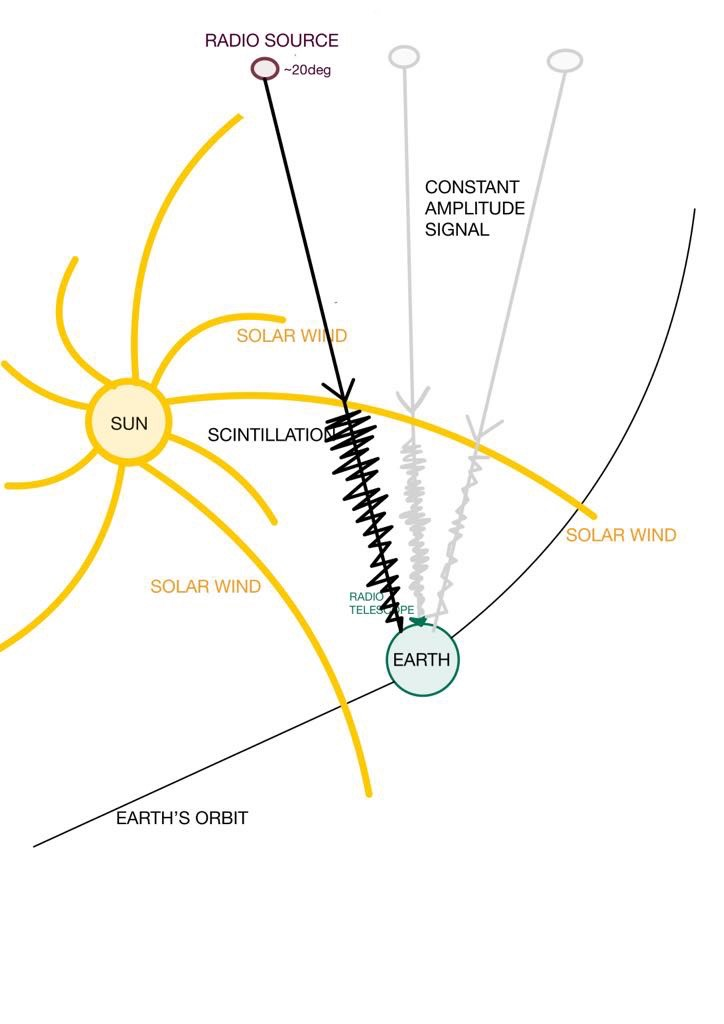 RADIO SOURCE
~20deg
CONSTANT
AMPLITUDE
SIGNAL
SOLAR WIND
SUN
SCINTILLATION
SOLAR WIND
SOLAR WIND
RADIO
TELESCOPE
EARTH
EARTH'S ORBIT